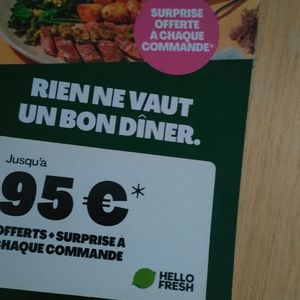 SURPRISE
OFFERTE
À CHAQUE
COMMANDE*
RIEN NE VAUT
UN BON DÎNER.
Jusqu'à
95 €*
OFFERTS + SURPRISE À
CHAQUE COMMANDE
HELLO
FRESH